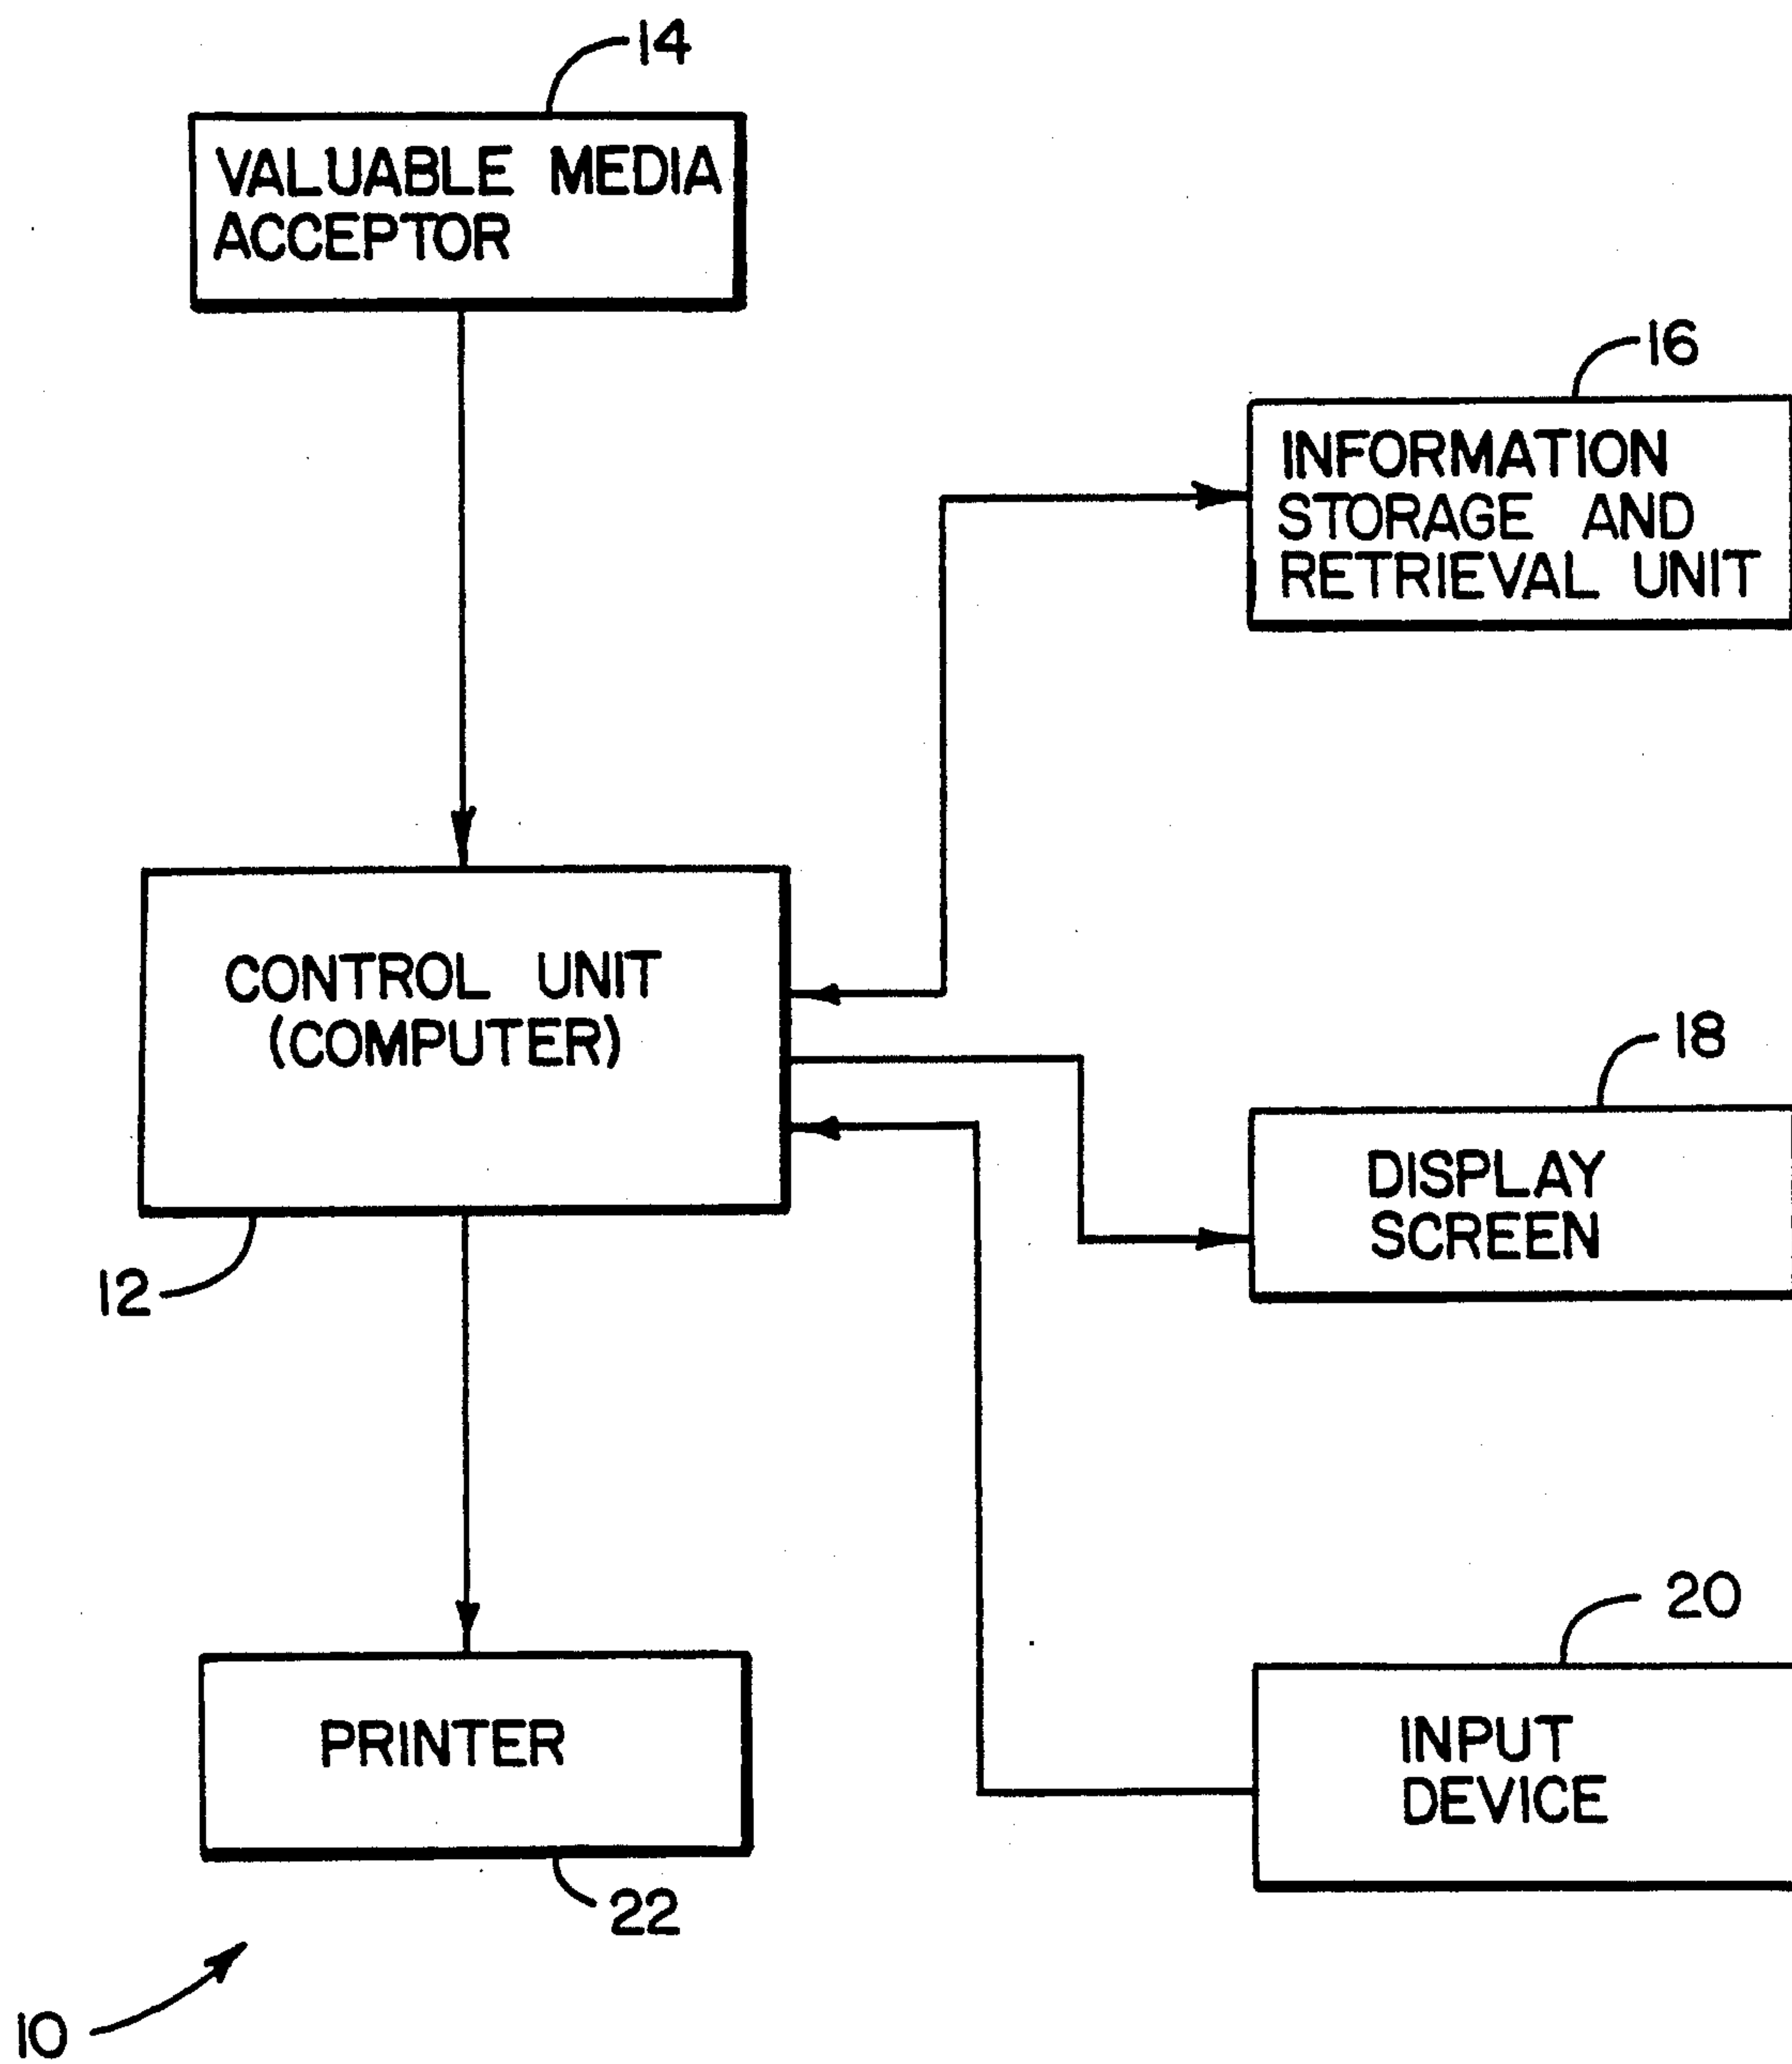 14
VALUABLE MEDIA
ACCEPTOR
16
INFORMATION
STORAGE AND
RETRIEVAL UNIT
CONTROL UNIT
(COMPUTER)
12
18
DISPLAY
SCREEN
20
INPUT
DEVICE
PRINTER
22
10